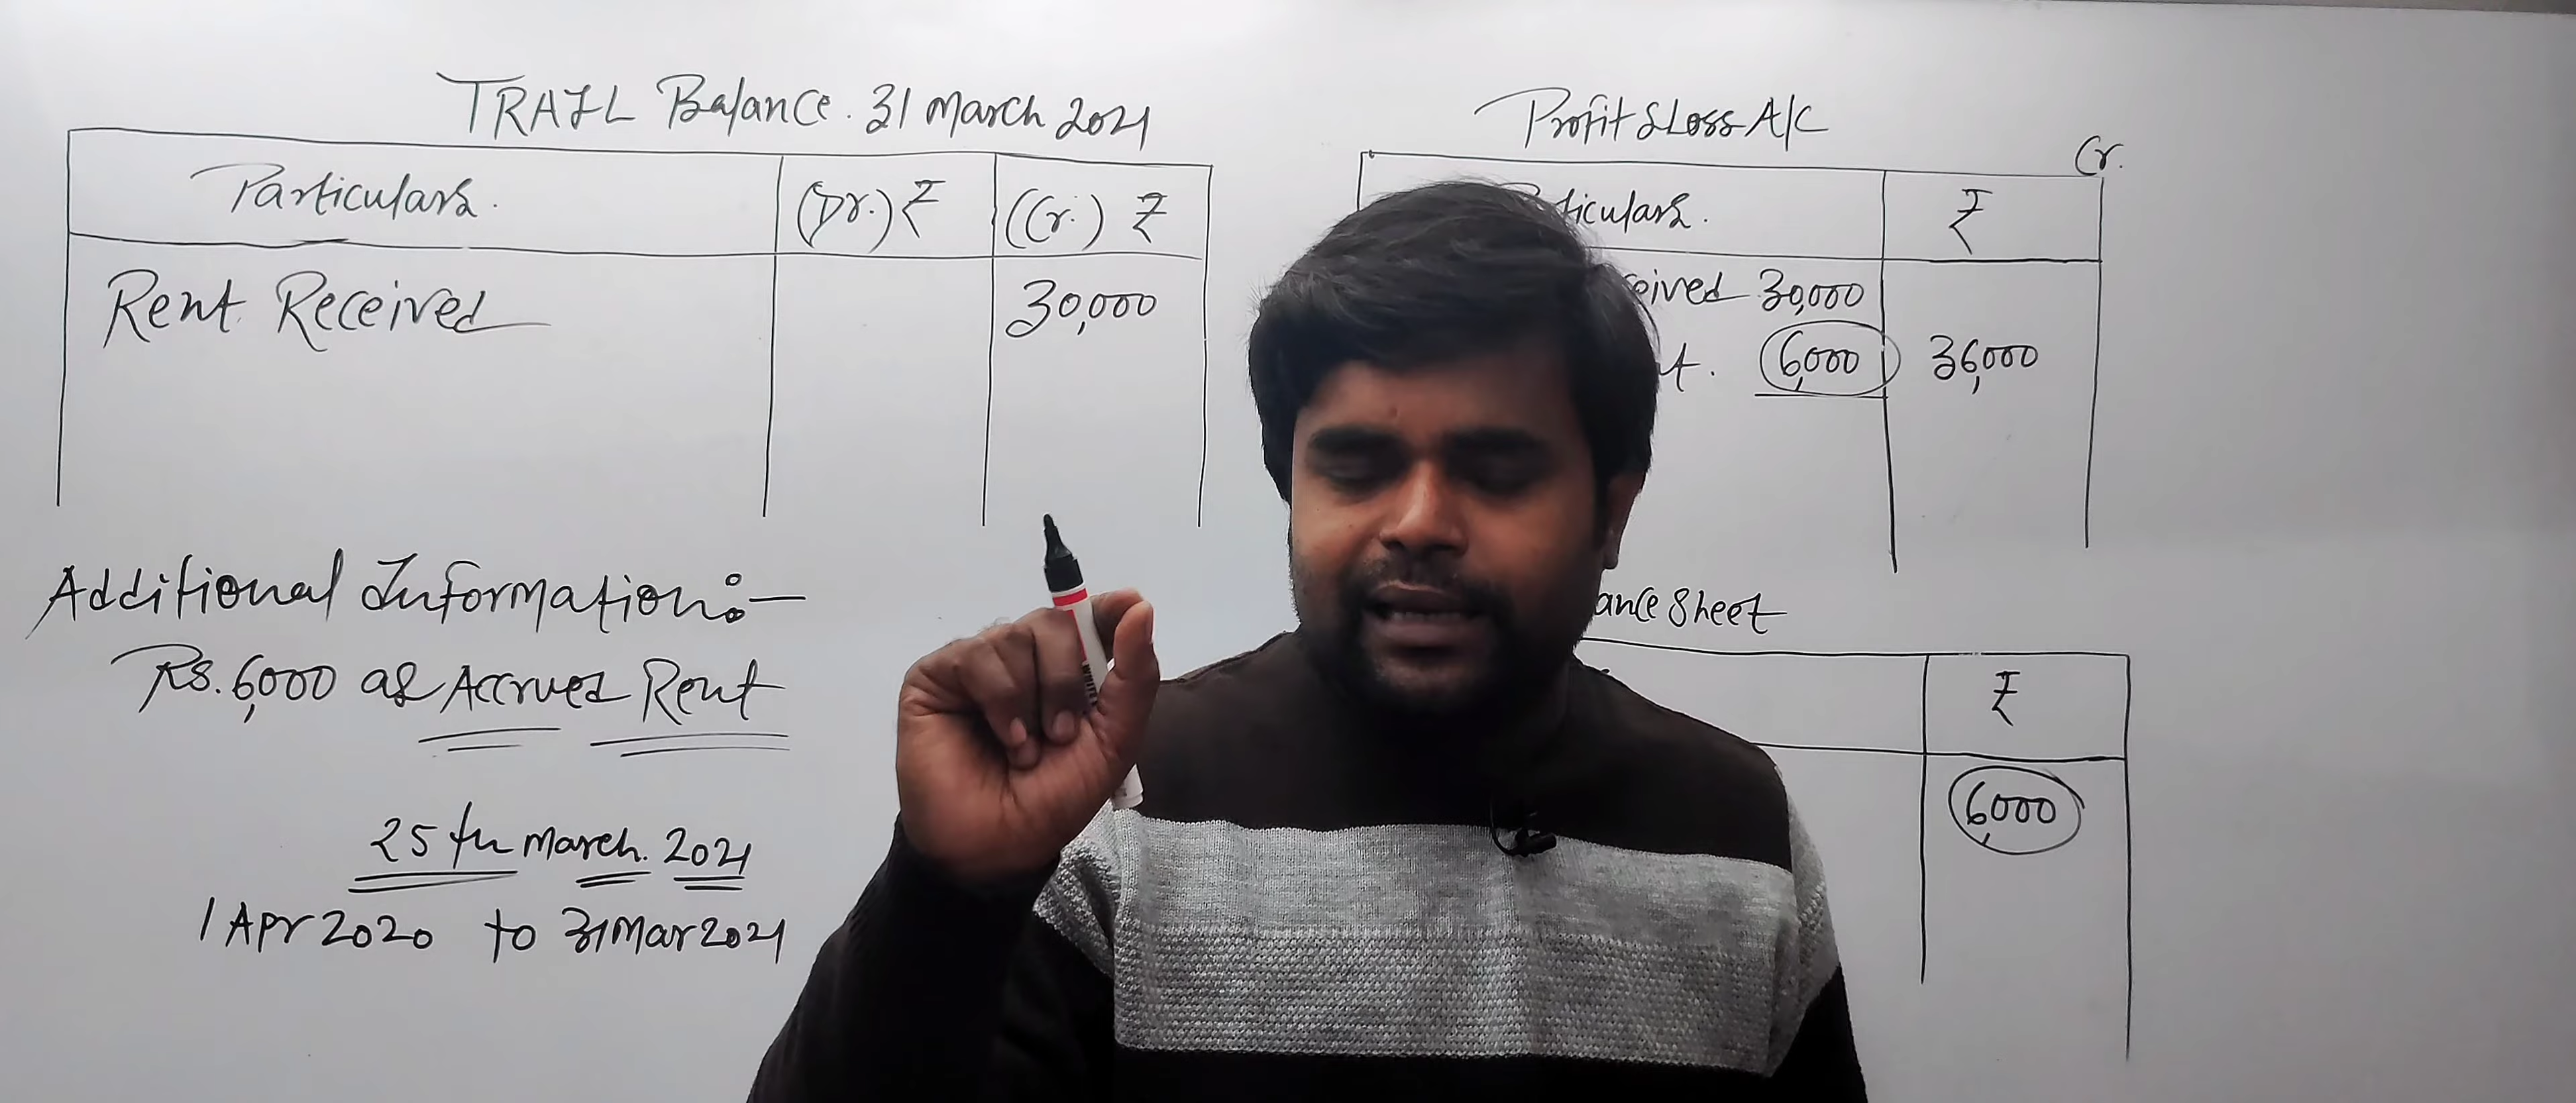 TRAIL Balance. 31 March 2021
Particulars.
(Dr.) ₹
(Cr.) ₹
Rent Received
30,000
Additional Information:-
Rs. 6,000 as Accrued Rent
25th March. 2021
1 Apr 2020 to 31 Mar 2021
Profit & Loss A/C
Cr.
ticulars.
₹
eived 30,000
t. 6,000 36,000
ance Sheet
₹
6,000